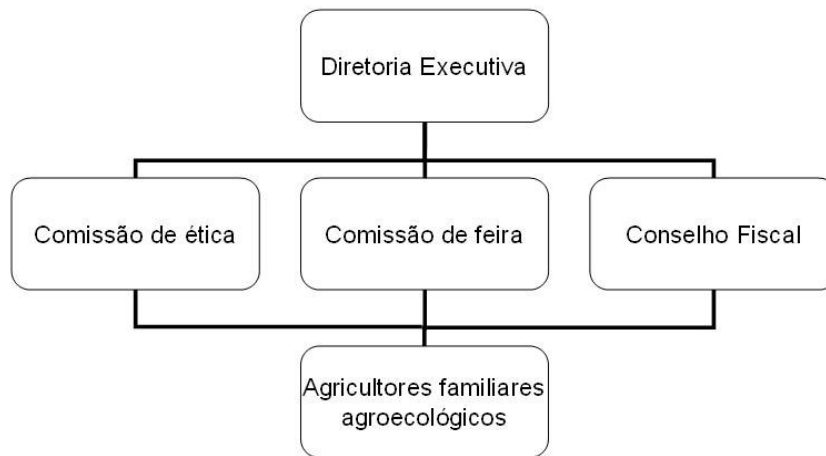 Diretoria Executiva
Comissão de ética
Comissão de feira
Conselho Fiscal
Agricultores familiares
agroecológicos